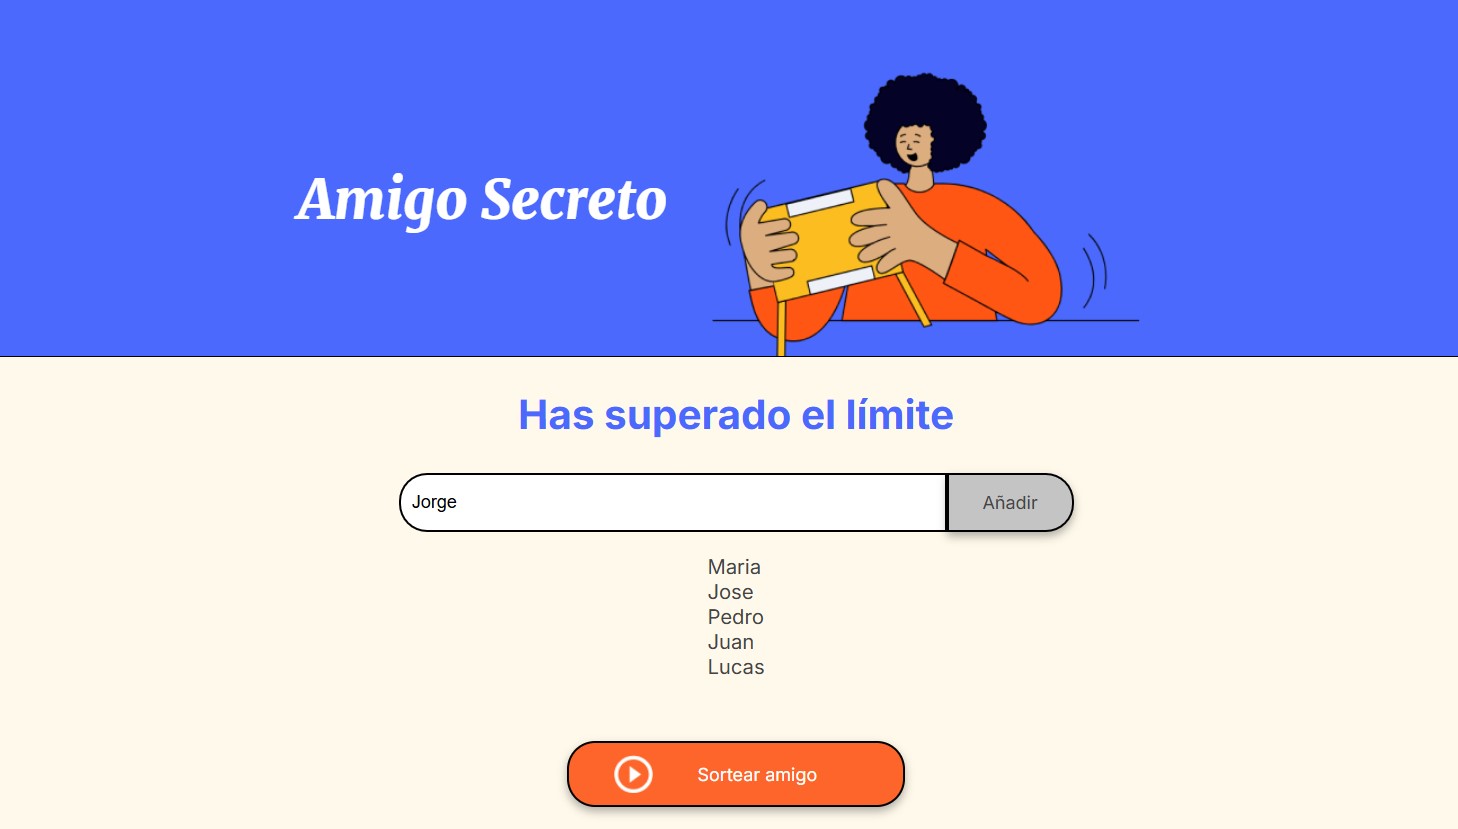 Amigo Secreto
Has superado el límite
Jorge
Añadir
Maria
Jose
Pedro
Juan
Lucas
Sortear amigo